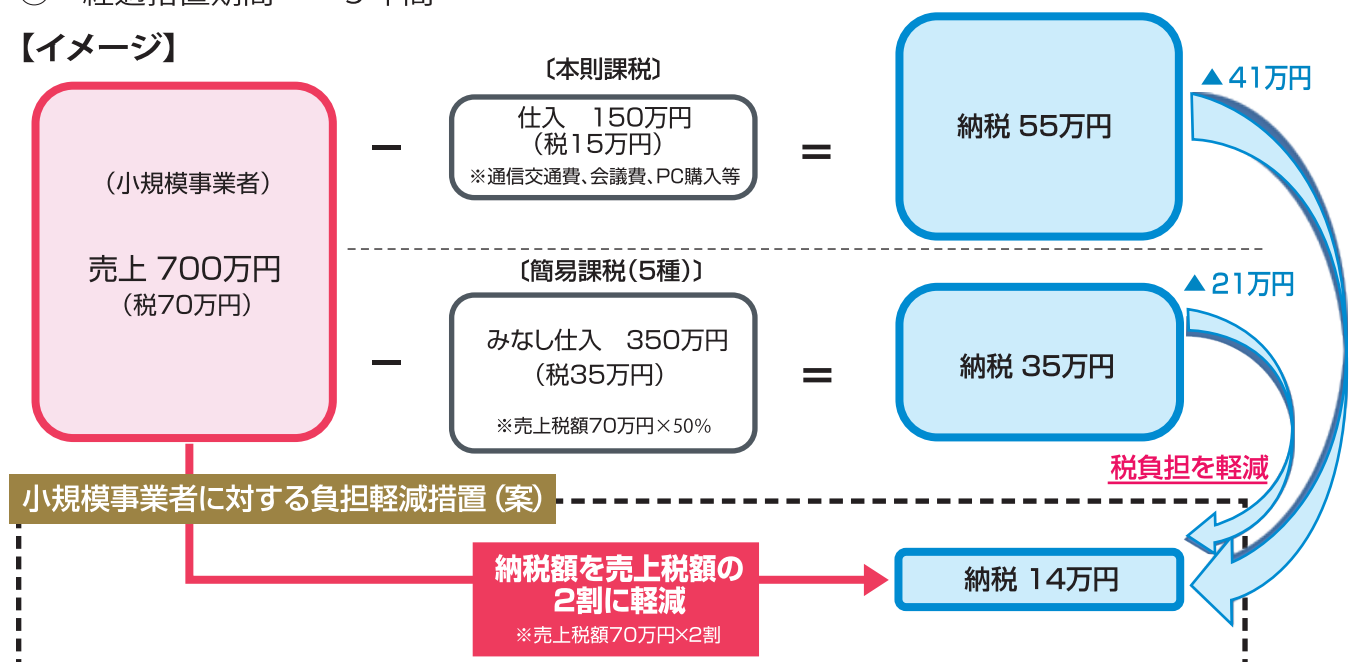 【イメージ】
（小規模事業者）
売上 700万円
（税70万円）
−
〔本則課税〕
仕入　150万円
（税15万円）
※通信交通費、会議費、PC購入等
＝
納税 55万円
▲41万円
−
〔簡易課税（5種）〕
みなし仕入　350万円
（税35万円）
※売上税額70万円×50%
＝
納税 35万円
▲21万円
税負担を軽減
小規模事業者に対する負担軽減措置（案）
納税額を売上税額の
2割に軽減
※売上税額70万円×2割
納税 14万円